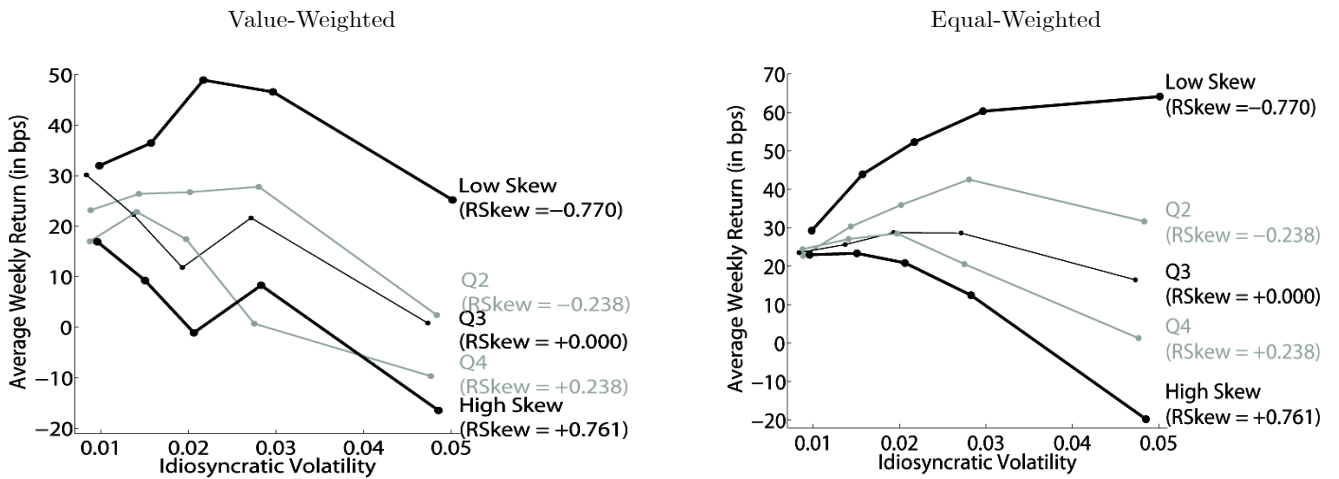 Value-Weighted
Average Weekly Return (in bps)
50
40
30
20
10
0
−10
−20
0.01
0.02
0.03
0.04
0.05
Idiosyncratic Volatility
Low Skew
(RSkew =−0.770)
Q2
(RSkew = −0.238)
Q3
(RSkew = +0.000)
Q4
(RSkew = +0.238)
High Skew
(RSkew = +0.761)
Equal-Weighted
Average Weekly Return (in bps)
70
60
50
40
30
20
10
0
−10
−20
0.01
0.02
0.03
0.04
0.05
Idiosyncratic Volatility
Low Skew
(RSkew =−0.770)
Q2
(RSkew = −0.238)
Q3
(RSkew = +0.000)
Q4
(RSkew = +0.238)
High Skew
(RSkew = +0.761)